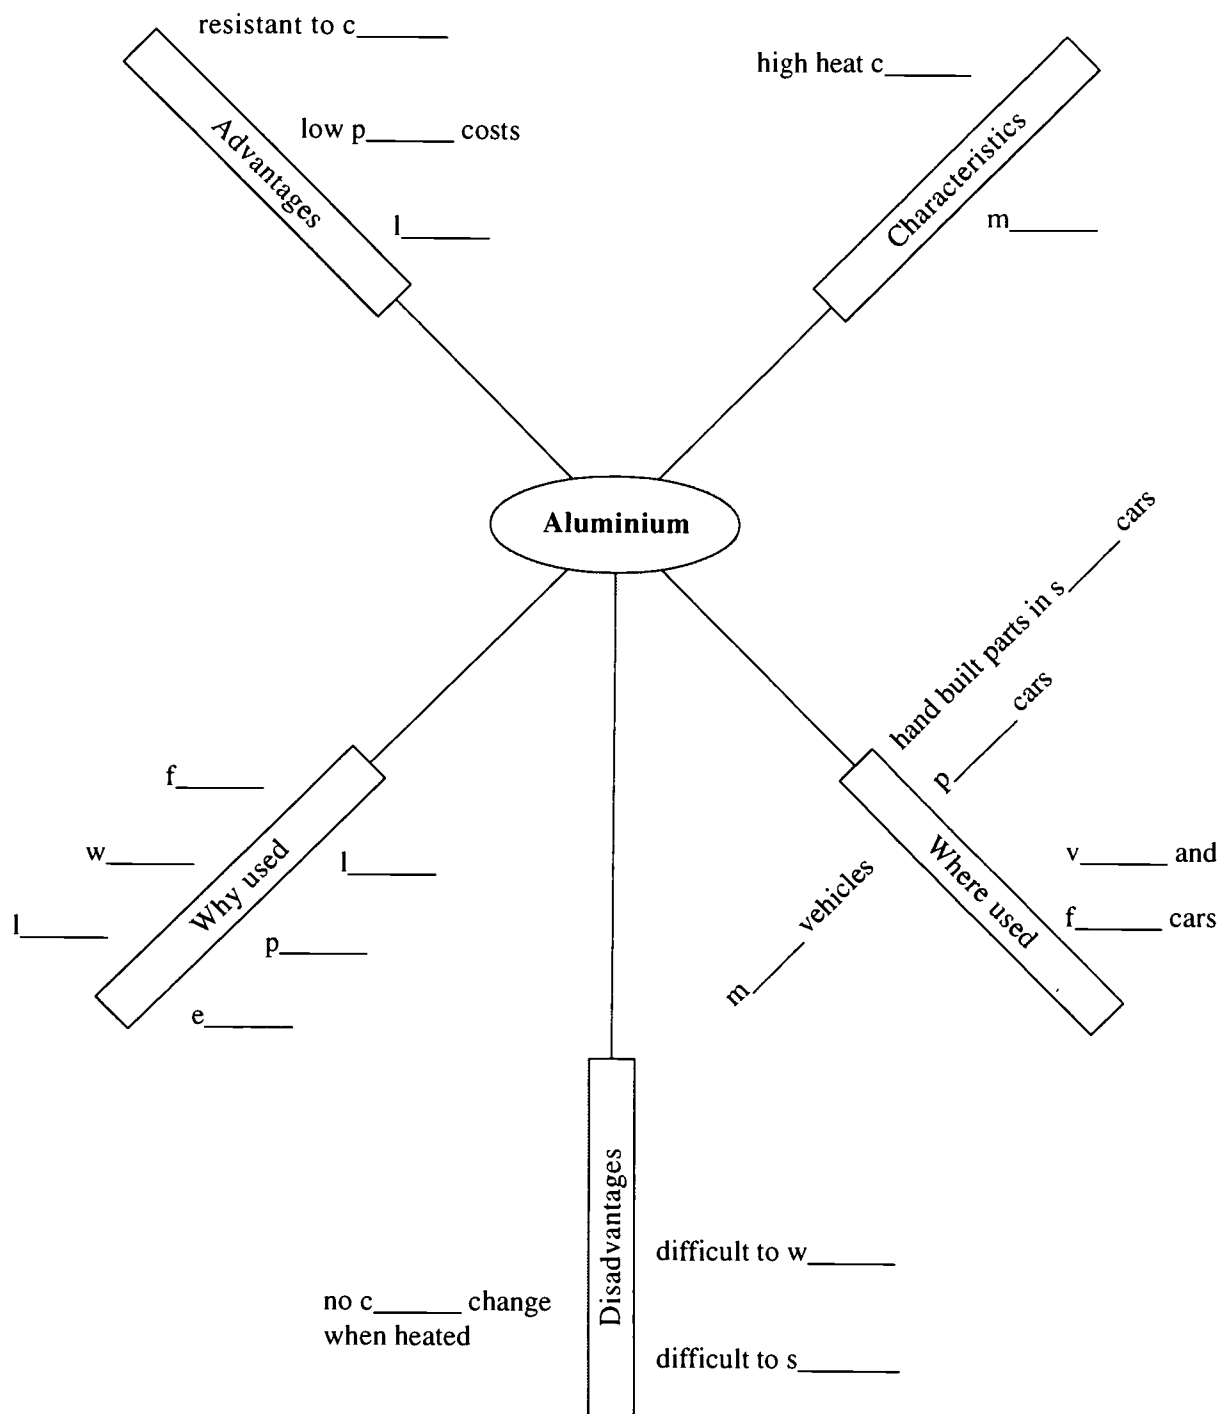 resistant to c______
low p______ costs
l______
Advantages
high heat c______
m______
Characteristics
Aluminium
hand built parts in s______ cars
p______ cars
v______ and
f______ cars
Where used
m______ vehicles
f______
w______
l______
Why used
l______
p______
e______
Disadvantages
difficult to w______
difficult to s______
no c______ change
when heated